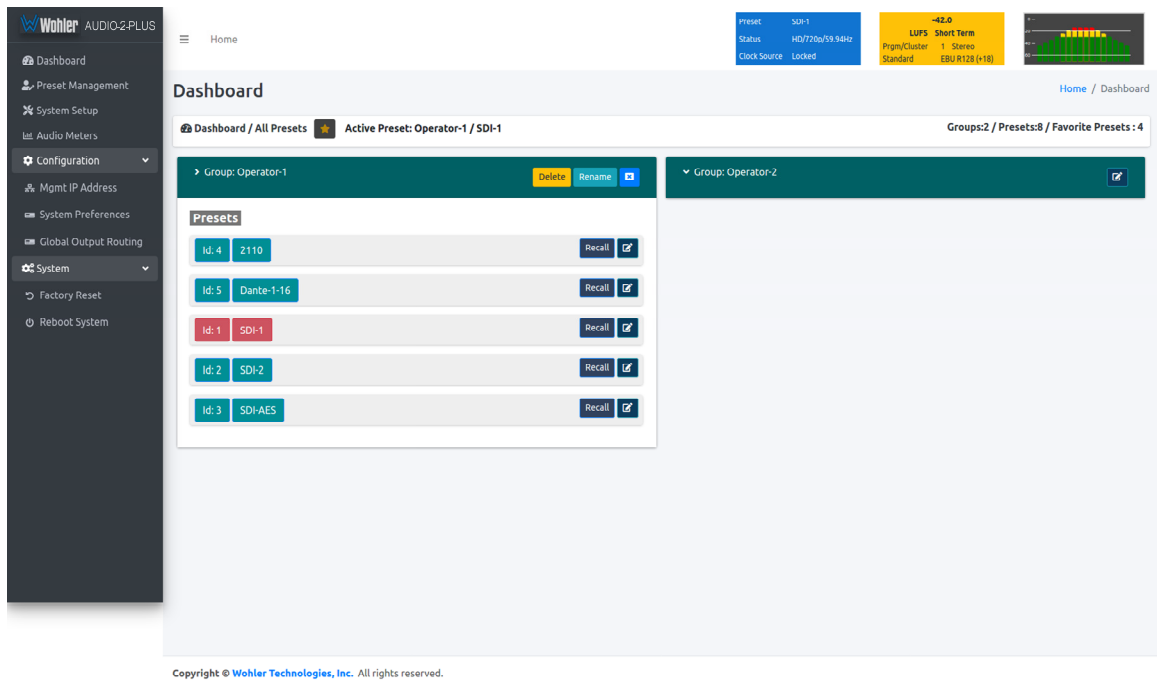 Wohler AUDIO-2-PLUS
Dashboard
Preset Management
System Setup
Audio Meters
Configuration
Mgmt IP Address
System Preferences
Global Output Routing
System
Factory Reset
Reboot System
Home
Preset SDI-1
Status HD/720p/59.94Hz
Clock Source Locked
-42.0
LUFS Short Term
Prgm/Cluster 1 Stereo
Standard EBU R128 (+18)
Dashboard
Home / Dashboard
Dashboard / All Presets
Active Preset: Operator-1 / SDI-1
Groups:2 / Presets:8 / Favorite Presets : 4
Group: Operator-1
Delete Rename
Group: Operator-2
Presets
Id: 4 2110 Recall
Id: 5 Dante-1-16 Recall
Id: 1 SDI-1 Recall
Id: 2 SDI-2 Recall
Id: 3 SDI-AES Recall
Copyright © Wohler Technologies, Inc. All rights reserved.